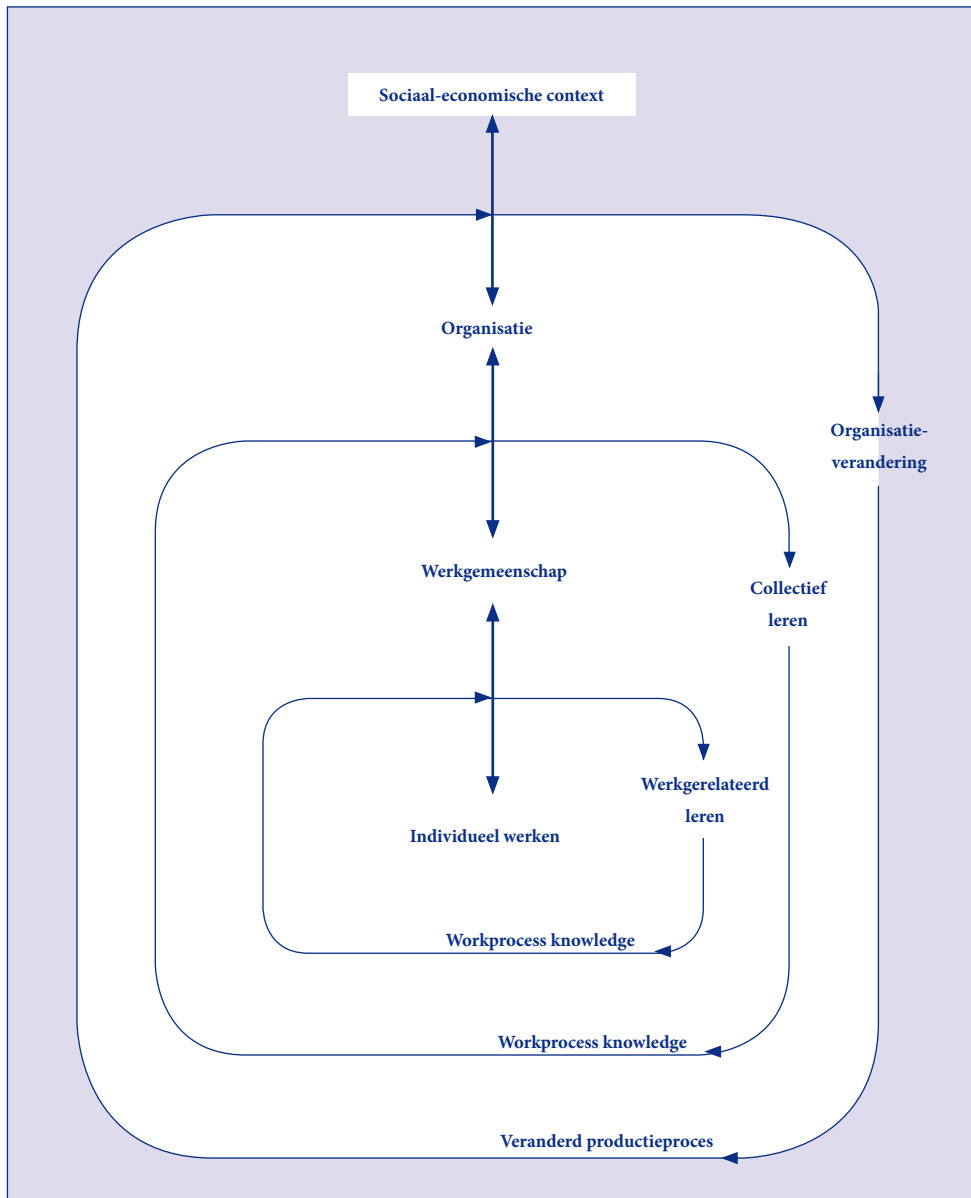 Sociaal-economische context
Organisatie
Organisatie-
verandering
Werkgemeenschap
Collectief
leren
Werkgerelateerd
leren
Individueel werken
Workprocess knowledge
Workprocess knowledge
Veranderd productieproces